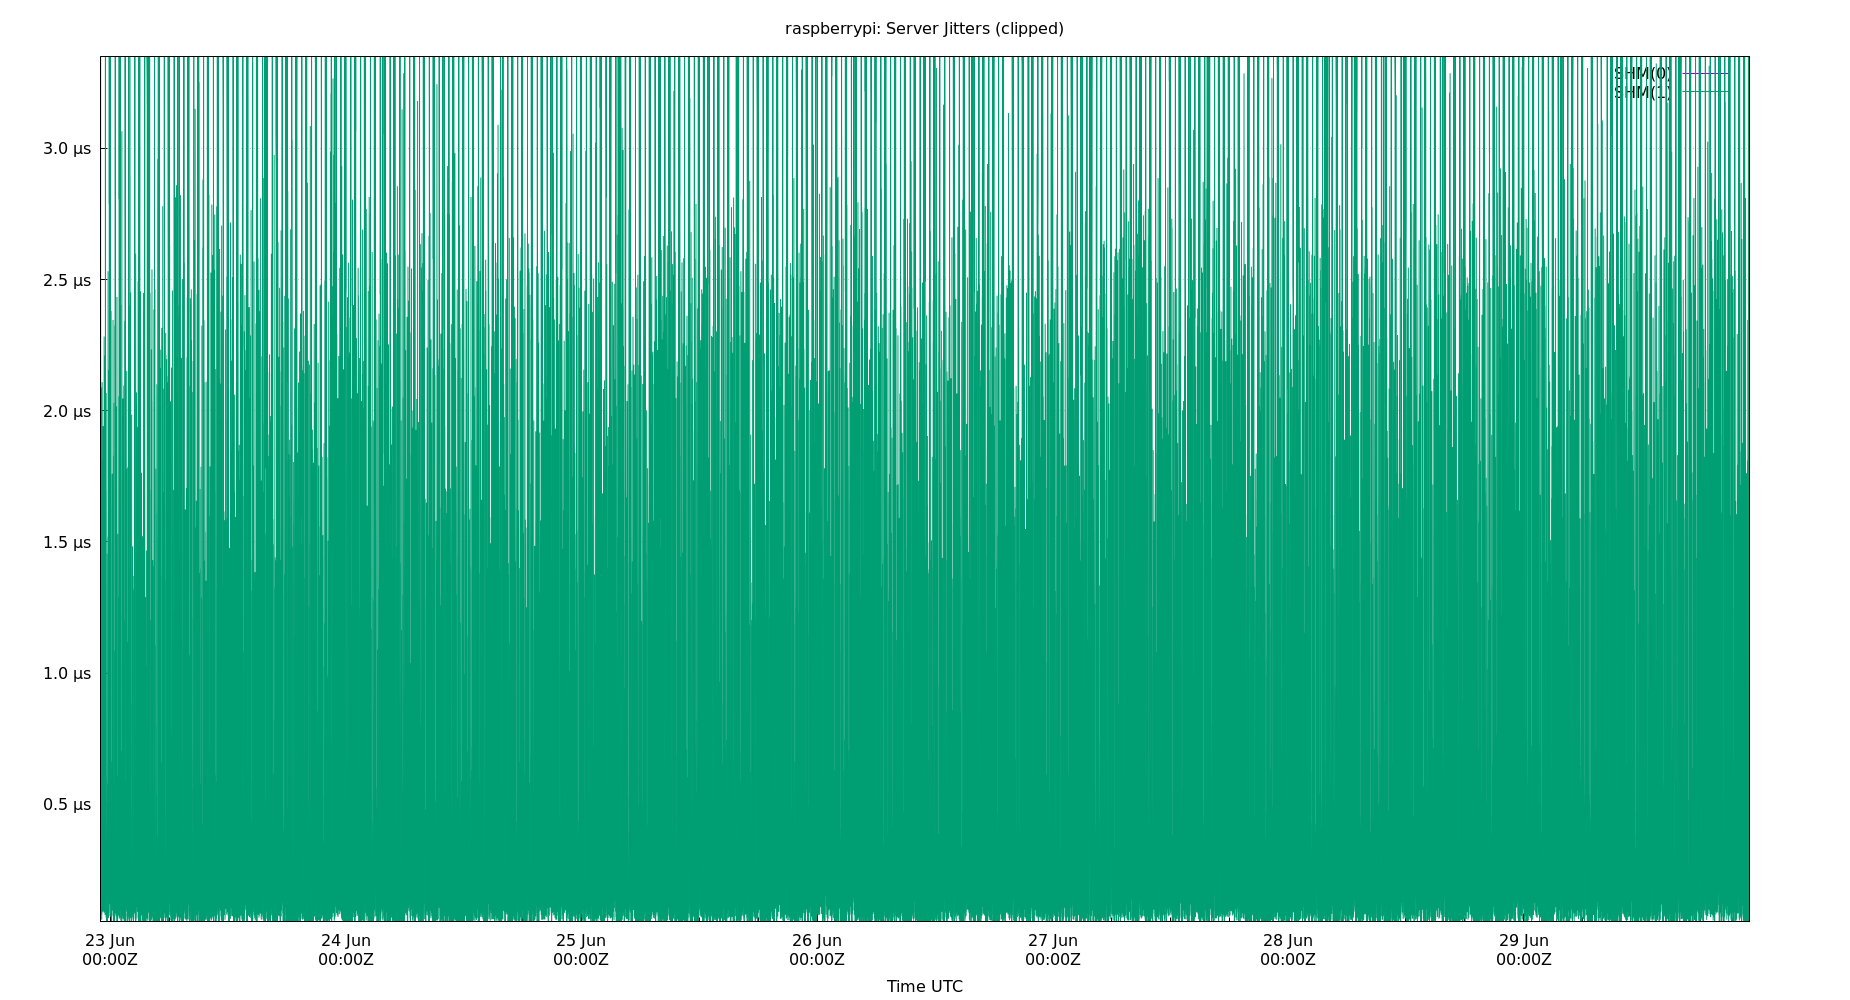 raspberrypi: Server Jitters (clipped)
SHM(0)
SHM(1)
3.0 µs
2.5 µs
2.0 µs
1.5 µs
1.0 µs
0.5 µs
23 Jun 24 Jun 25 Jun 26 Jun 27 Jun 28 Jun 29 Jun
00:00Z 00:00Z 00:00Z 00:00Z 00:00Z 00:00Z 00:00Z
Time UTC